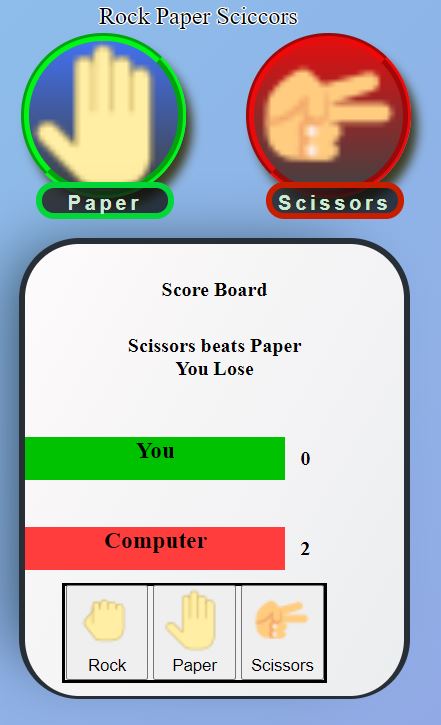 Rock Paper Sciccors
Paper Scissors
Score Board
Scissors beats Paper
You Lose
You 0
Computer 2
Rock Paper Scissors